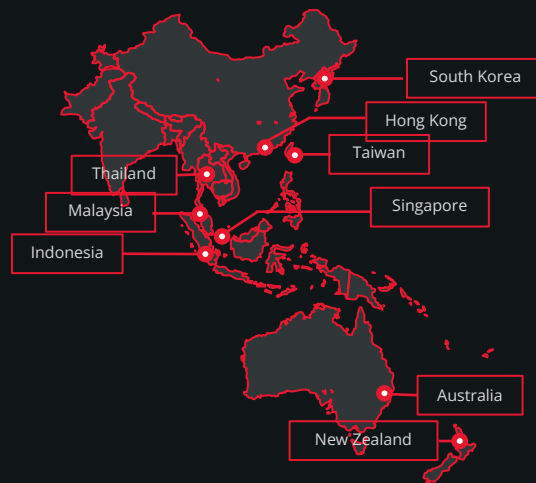 South Korea
Hong Kong
Taiwan
Thailand
Malaysia
Singapore
Indonesia
Australia
New Zealand